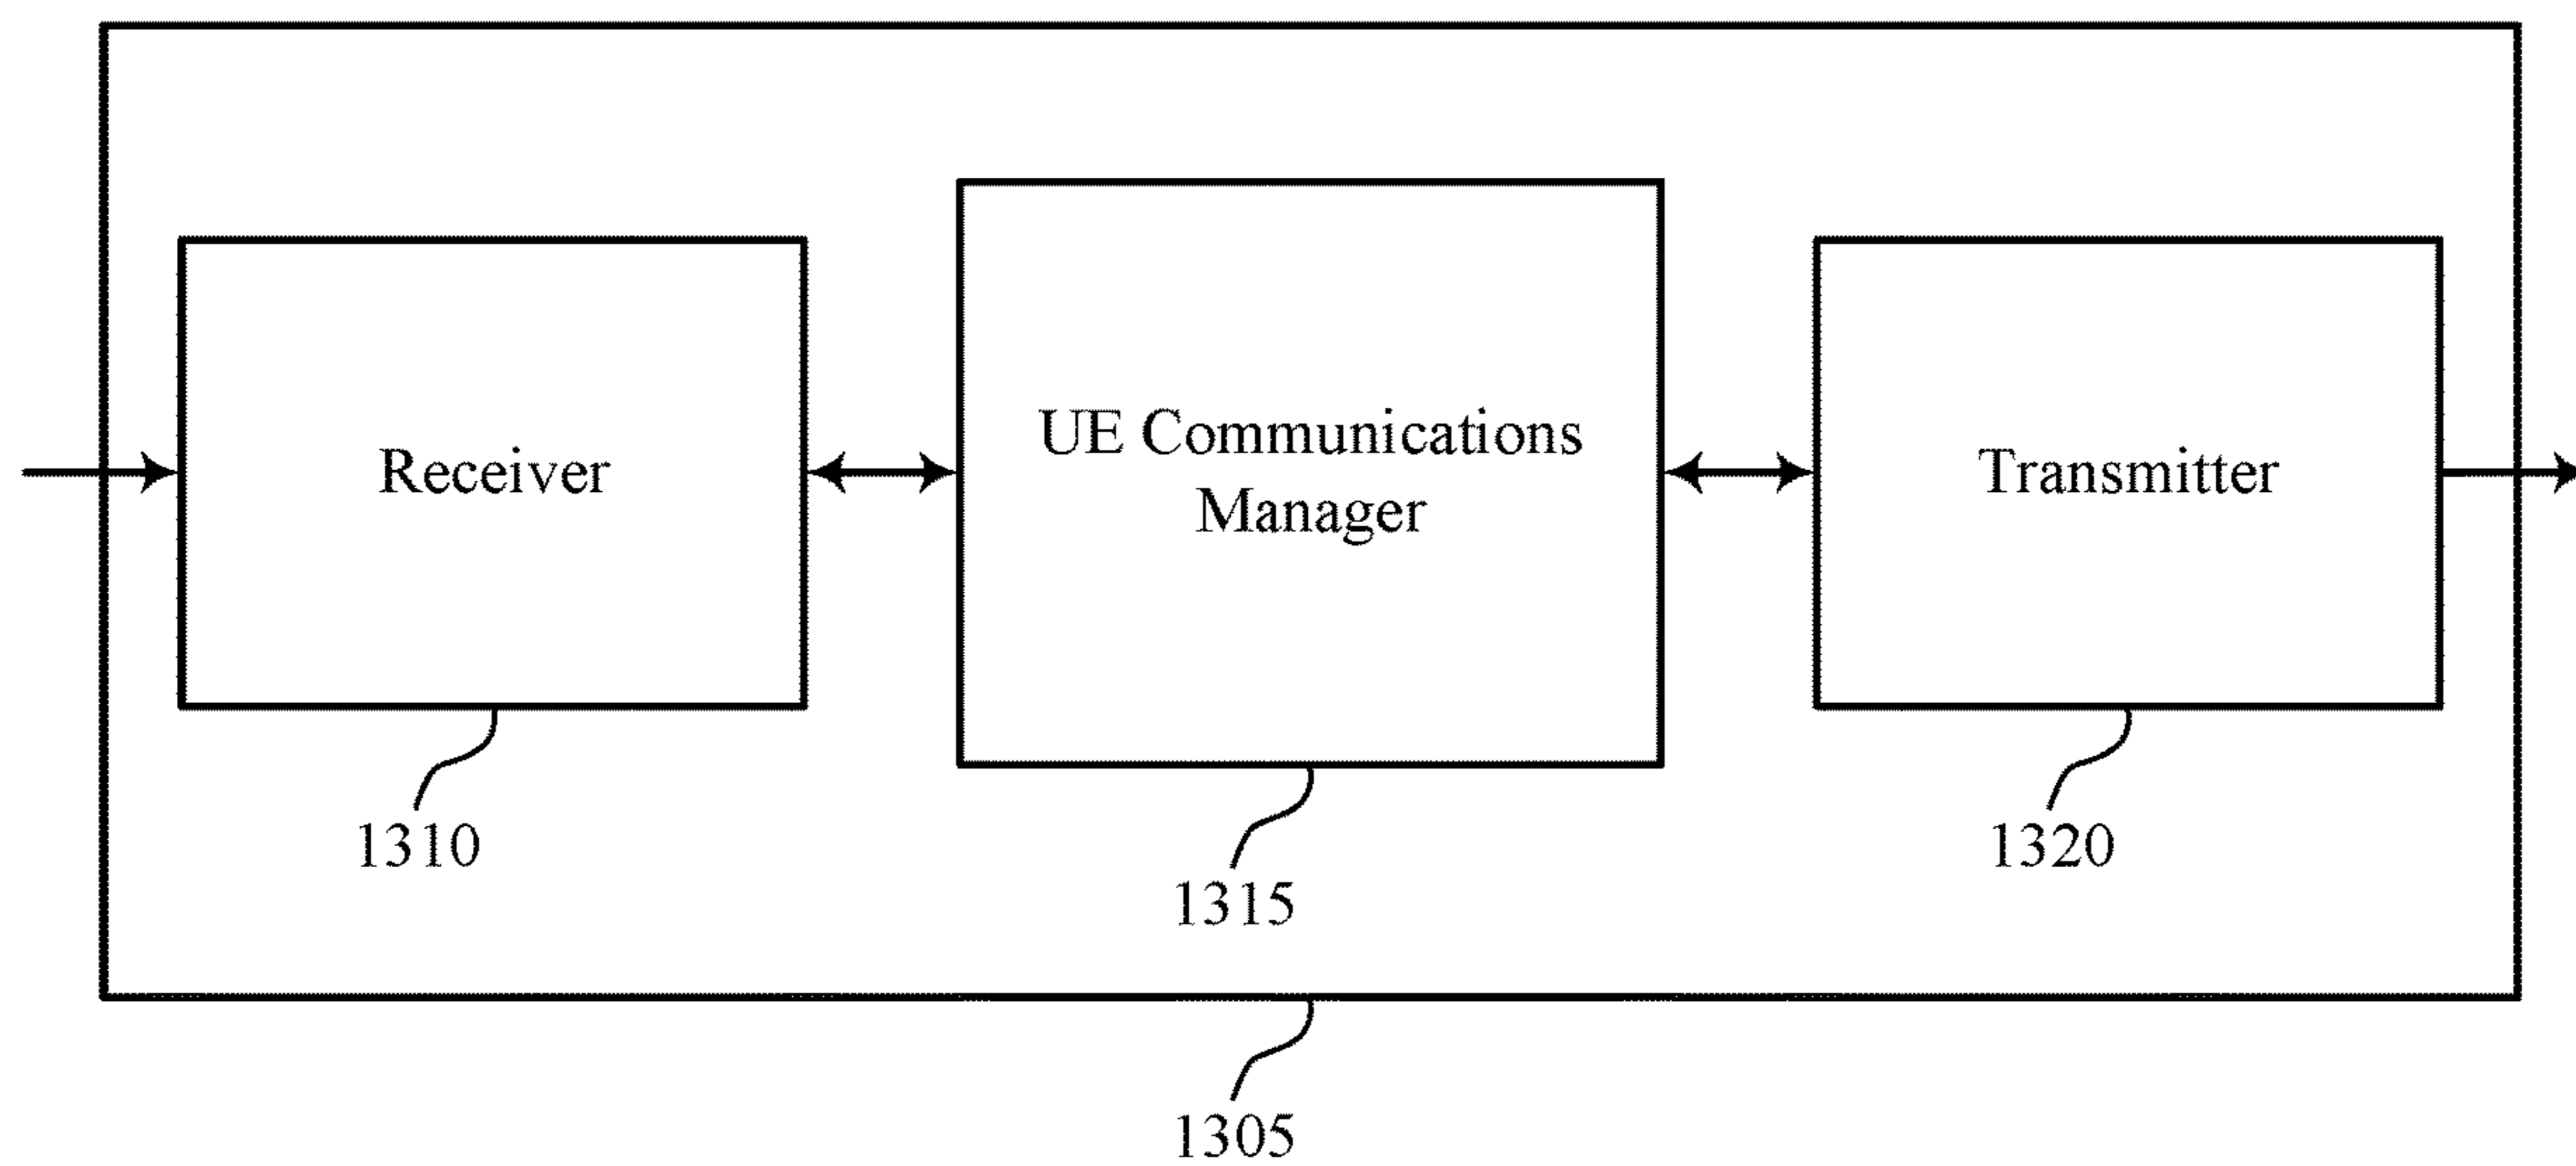 Receiver
UE Communications
Manager
Transmitter
1310
1315
1320
1305